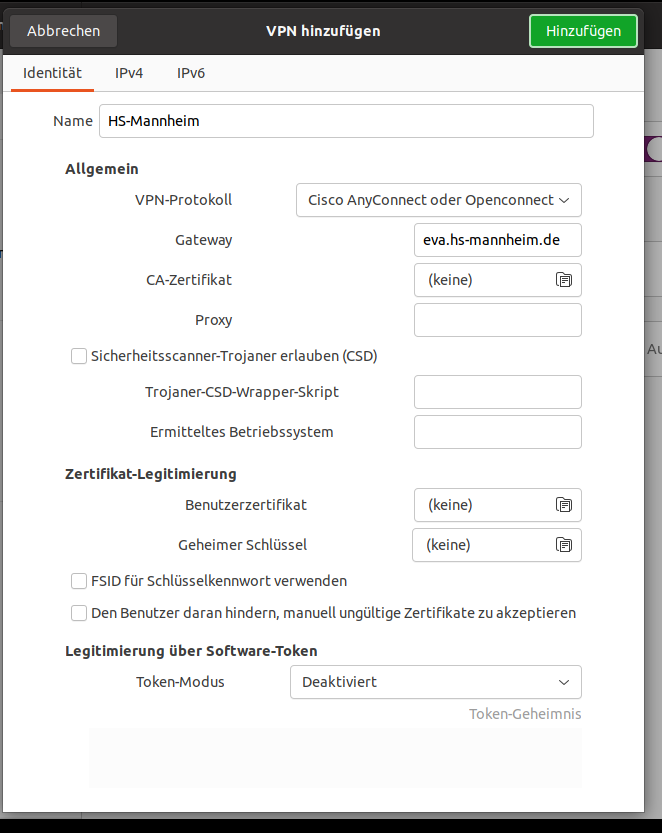 Abbrechen VPN hinzufügen Hinzufügen
Identität IPv4 IPv6
Name HS-Mannheim
Allgemein
VPN-Protokoll Cisco AnyConnect oder Openconnect
Gateway eva.hs-mannheim.de
CA-Zertifikat (keine)
Proxy
Sicherheitsscanner-Trojaner erlauben (CSD)
Au
Trojaner-CSD-Wrapper-Skript
Ermitteltes Betriebssystem
Zertifikat-Legitimierung
Benutzerzertifikat (keine)
Geheimer Schlüssel (keine)
FSID für Schlüsselkennwort verwenden
Den Benutzer daran hindern, manuell ungültige Zertifikate zu akzeptieren
Legitimierung über Software-Token
Token-Modus Deaktiviert
Token-Geheimnis